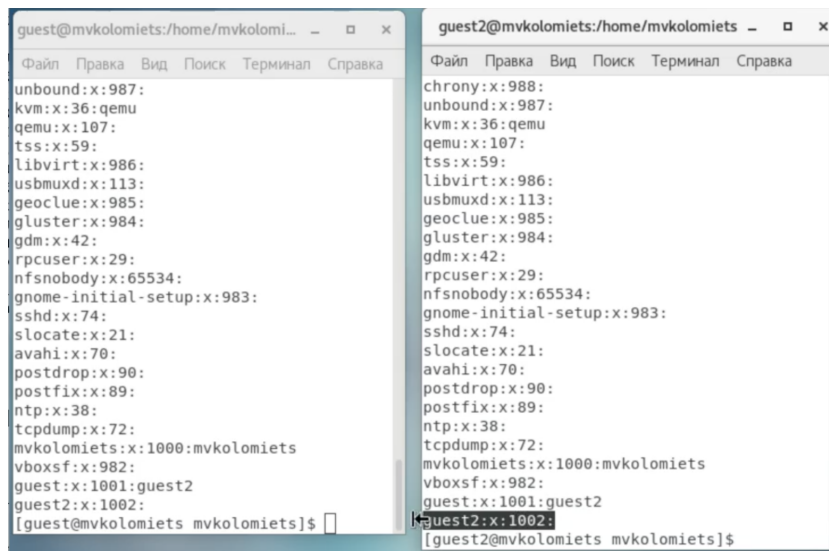 guest@mvkolomiets:/home/mvkolomi...
Файл Правка Вид Поиск Терминал Справка
unbound:x:987:
kvm:x:36:qemu
qemu:x:107:
tss:x:59:
libvirt:x:986:
usbmuxd:x:113:
geoclue:x:985:
gluster:x:984:
gdm:x:42:
rpcuser:x:29:
nfsnobody:x:65534:
gnome-initial-setup:x:983:
sshd:x:74:
slocate:x:21:
avahi:x:70:
postdrop:x:90:
postfix:x:89:
ntp:x:38:
tcpdump:x:72:
mvkolomiets:x:1000:mvkolomiets
vboxsf:x:982:
guest:x:1001:guest2
guest2:x:1002:
[guest@mvkolomiets mvkolomiets]$
guest2@mvkolomiets:/home/mvkolomiets
Файл Правка Вид Поиск Терминал Справка
chrony:x:988:
unbound:x:987:
kvm:x:36:qemu
qemu:x:107:
tss:x:59:
libvirt:x:986:
usbmuxd:x:113:
geoclue:x:985:
gluster:x:984:
gdm:x:42:
rpcuser:x:29:
nfsnobody:x:65534:
gnome-initial-setup:x:983:
sshd:x:74:
slocate:x:21:
avahi:x:70:
postdrop:x:90:
postfix:x:89:
ntp:x:38:
tcpdump:x:72:
mvkolomiets:x:1000:mvkolomiets
vboxsf:x:982:
guest:x:1001:guest2
guest2:x:1002:
[guest2@mvkolomiets mvkolomiets]$